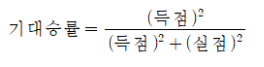 기대승률 = (득점)² / (득점)² + (실점)²